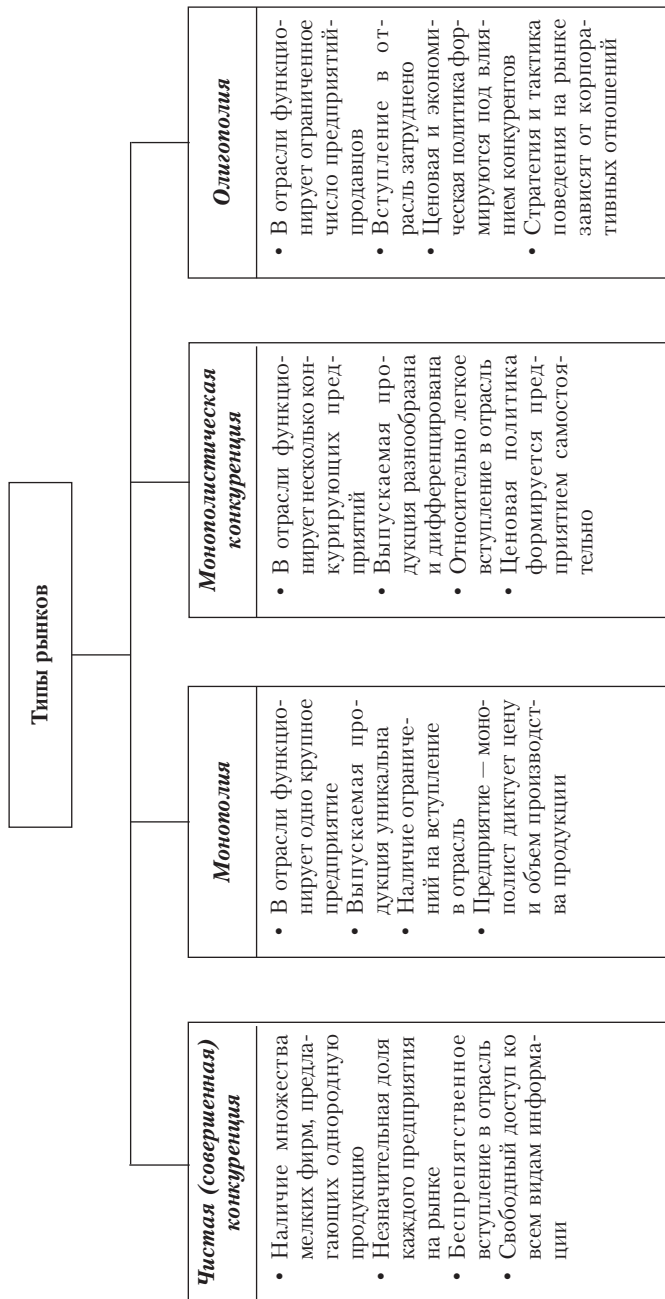 Типы рынков
Чистая (совершенная)
конкуренция
• Наличие множества
мелких фирм, предла-
гающих однородную
продукцию
• Незначительная доля
каждого предприятия
на рынке
• Беспрепятственное
вступление в отрасль
• Свободный доступ ко
всем видам информа-
ции
Монополия
• В отрасли функцио-
нирует одно крупное
предприятие
• Выпускаемая про-
дукция уникальна
• Наличие ограниче-
ний на вступление
в отрасль
• Предприятие — моно-
полист диктует цену
и объем производст-
ва продукции
Монополистическая
конкуренция
• В отрасли функцио-
нирует несколько кон-
курирующих пред-
приятий
• Выпускаемая про-
дукция разнообразна
и дифференцирована
• Относительно легкое
вступление в отрасль
• Ценовая политика
формируется пред-
приятием самостоя-
тельно
Олигополия
• В отрасли функцио-
нирует ограниченное
число предприятий-
продавцов
• Вступление в от-
расль затруднено
• Ценовая и экономи-
ческая политика фор-
мируются под влия-
нием конкурентов
• Стратегия и тактика
поведения на рынке
зависят от корпора-
тивных отношений